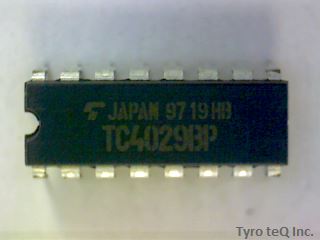 JAPAN 9719HB
TC4029BP
Tyro teQ Inc.